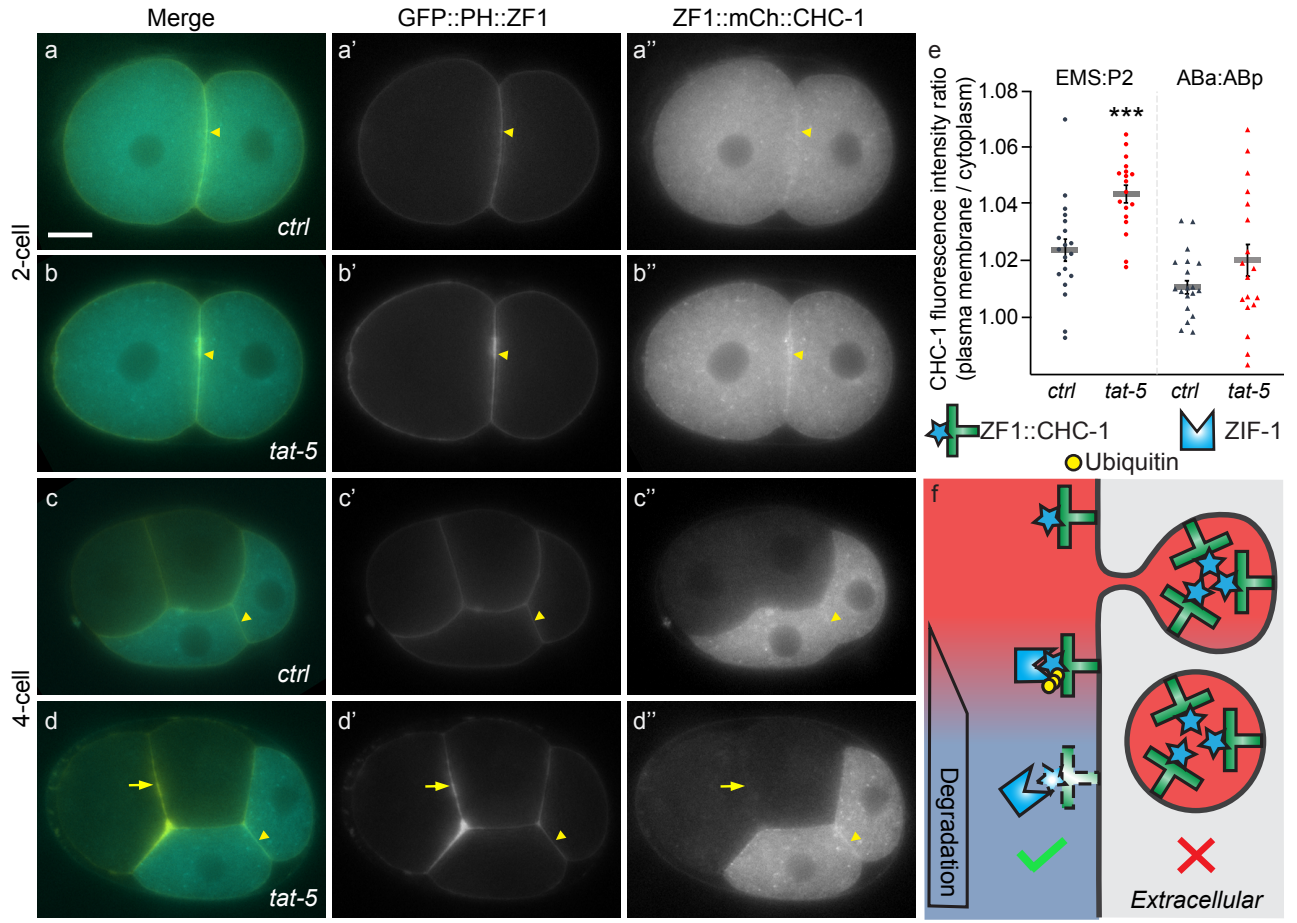 Merge
GFP::PH::ZF1
ZF1::mCh::CHC-1
2-cell
a
ctrl
a’
a’’
b
tat-5
b’
b’’
4-cell
c
ctrl
c’
c’’
d
tat-5
d’
d’’
e
EMS:P2
ABa:ABp
CHC-1 fluorescence intensity ratio
(plasma membrane / cytoplasm)
1.08
1.06
1.04
1.02
1.00
***
ctrl
tat-5
ctrl
tat-5
ZF1::CHC-1
ZIF-1
Ubiquitin
f
Degradation
Extracellular